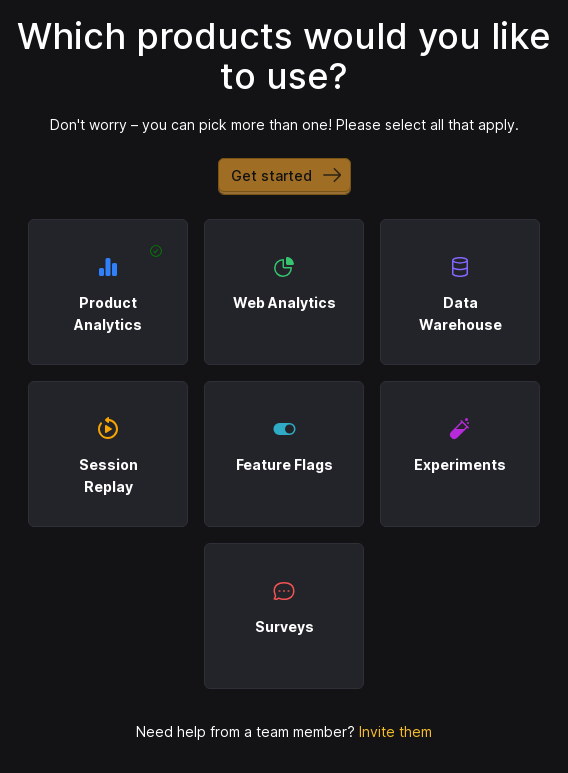 Which products would you like
to use?
Don't worry – you can pick more than one! Please select all that apply.
Get started
Product
Analytics
Web Analytics
Data
Warehouse
Session
Replay
Feature Flags
Experiments
Surveys
Need help from a team member? Invite them